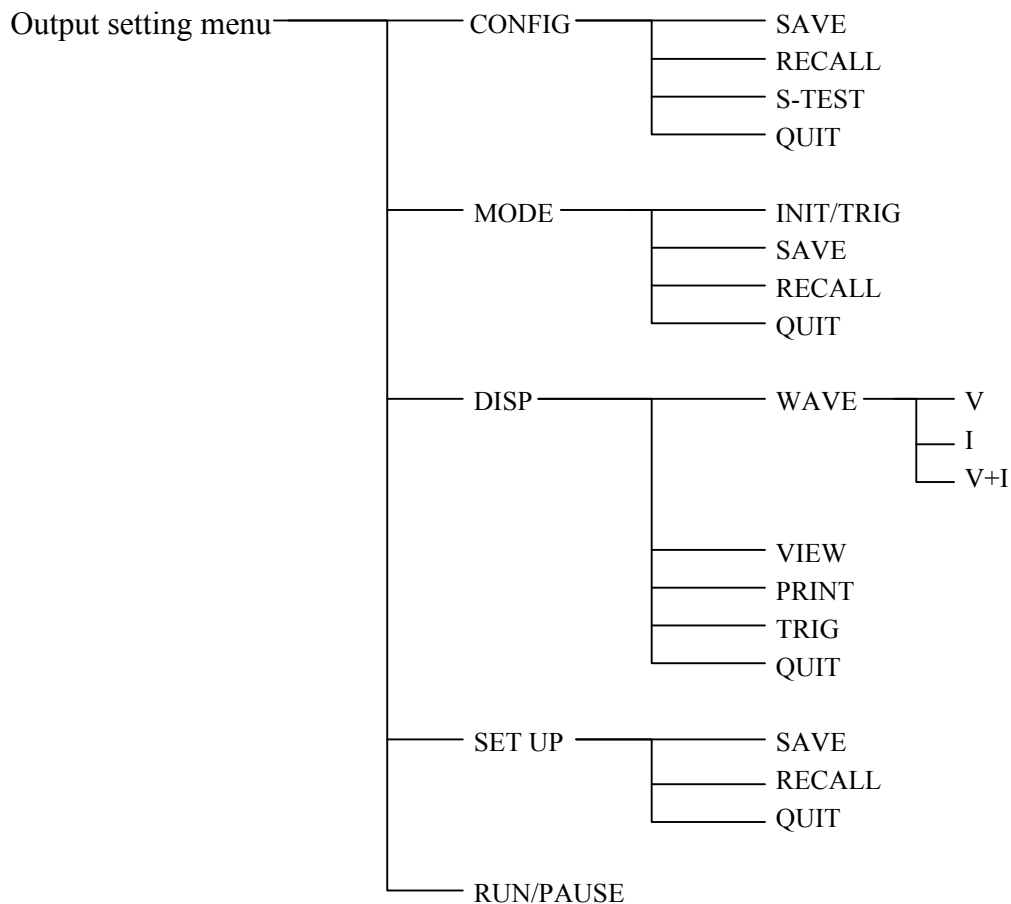 Output setting menu CONFIG SAVE
RECALL
S-TEST
QUIT
MODE INIT/TRIG
SAVE
RECALL
QUIT
DISP WAVE V
I
V+I
VIEW
PRINT
TRIG
QUIT
SET UP SAVE
RECALL
QUIT
RUN/PAUSE